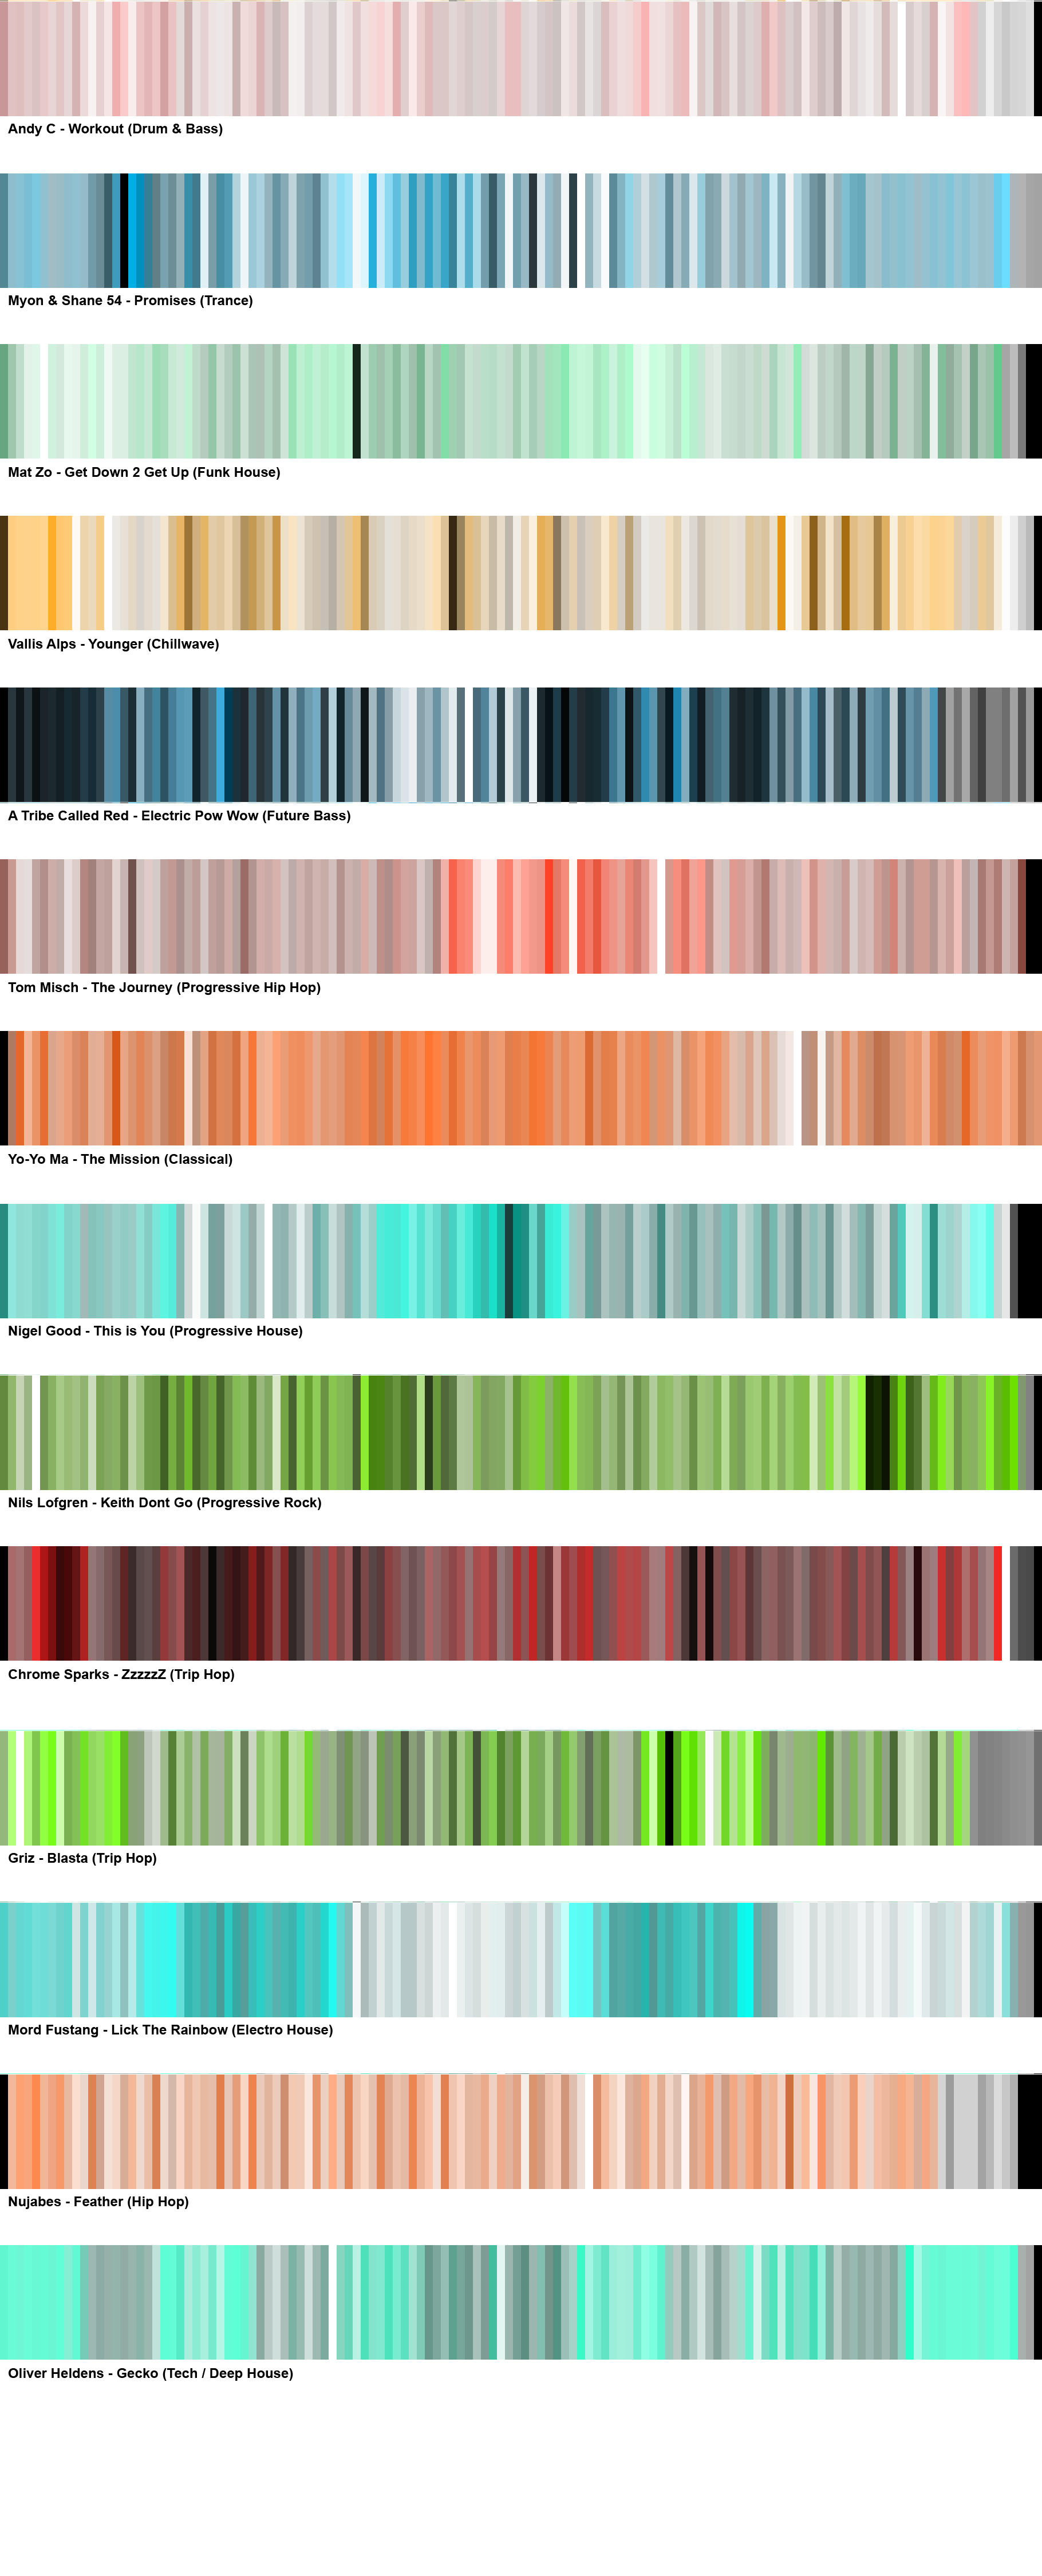 Andy C - Workout (Drum & Bass)
Myon & Shane 54 - Promises (Trance)
Mat Zo - Get Down 2 Get Up (Funk House)
Vallis Alps - Younger (Chillwave)
A Tribe Called Red - Electric Pow Wow (Future Bass)
Tom Misch - The Journey (Progressive Hip Hop)
Yo-Yo Ma - The Mission (Classical)
Nigel Good - This is You (Progressive House)
Nils Lofgren - Keith Dont Go (Progressive Rock)
Chrome Sparks - ZzzzzZ (Trip Hop)
Griz - Blasta (Trip Hop)
Mord Fustang - Lick The Rainbow (Electro House)
Nujabes - Feather (Hip Hop)
Oliver Heldens - Gecko (Tech / Deep House)